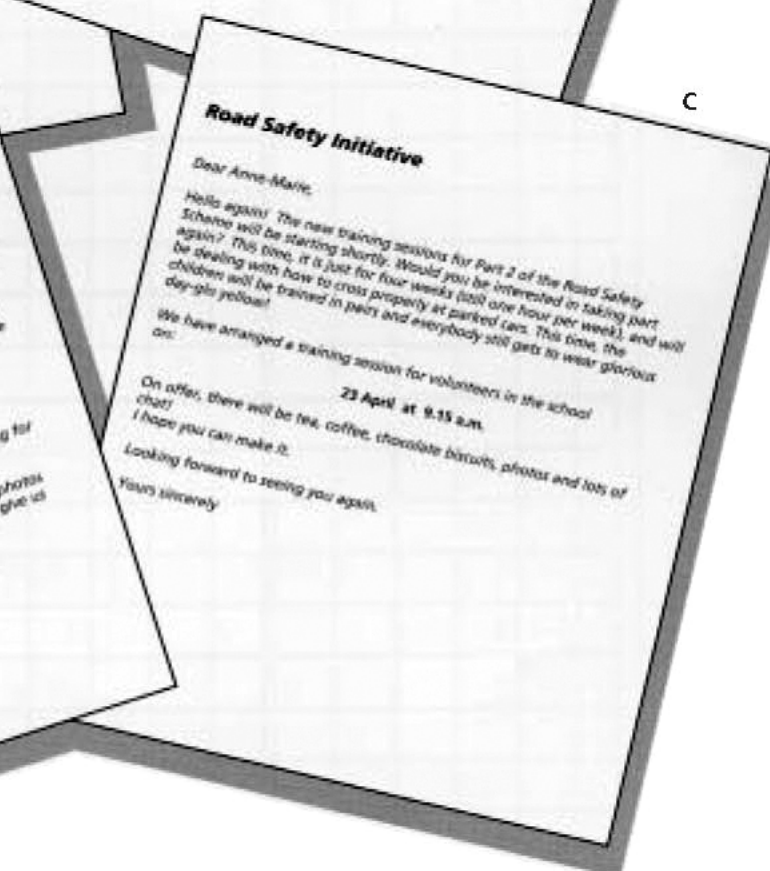 C
Road Safety Initiative
Dear Anne-Marie,
Hello again! The new training sessions for Part 2 of the Road Safety
Scheme will be starting shortly. Would you be interested in taking part
again? This time, it is just for four weeks (still one hour per week), and will
be dealing with how to cross properly at parked cars. This time, the
children will be trained in pairs and everybody still gets to wear glorious
day-glo yellow!
We have arranged a training session for volunteers in the school
on:
23 April at 9.15 a.m.
On offer, there will be tea, coffee, chocolate biscuits, photos and lots of
chat!
I hope you can make it.
Looking forward to seeing you again.
Yours sincerely
g for
photos
give us